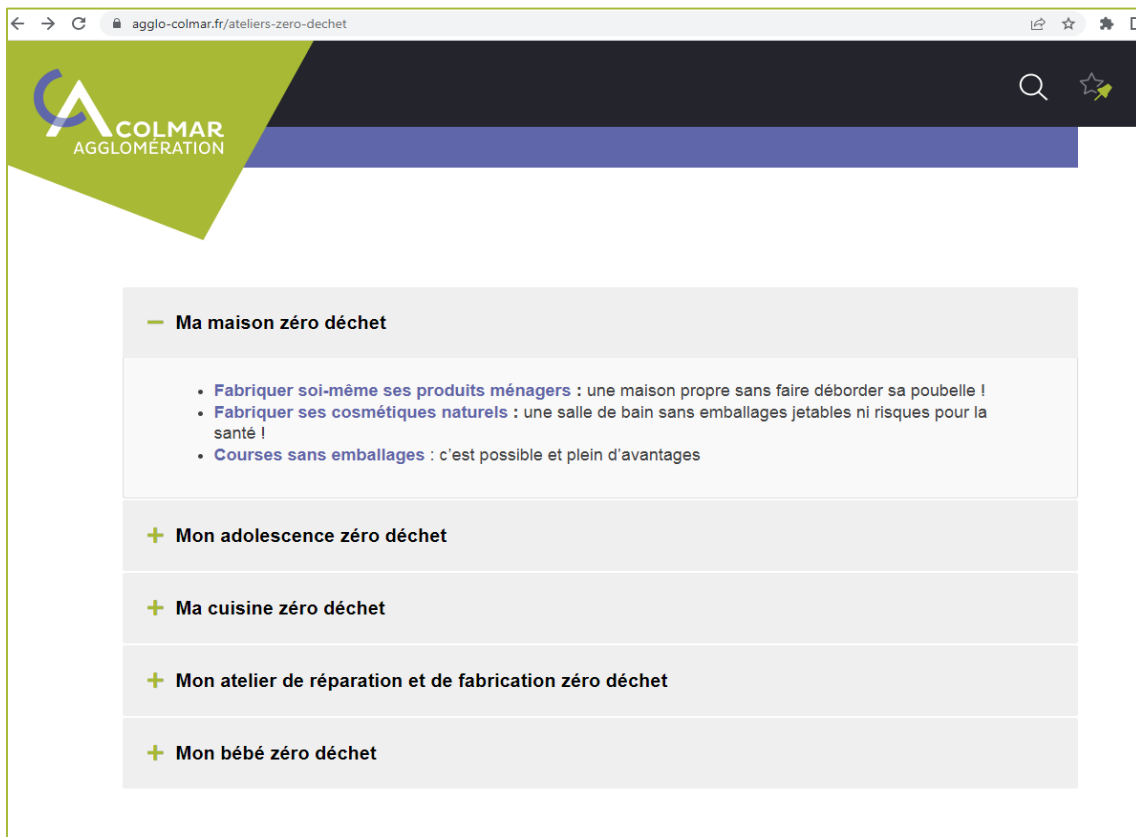 agglo-colmar.fr/ateliers-zero-dechet
COLMAR
AGGLOMÉRATION
Ma maison zéro déchet
• Fabriquer soi-même ses produits ménagers : une maison propre sans faire déborder sa poubelle !
• Fabriquer ses cosmétiques naturels : une salle de bain sans emballages jetables ni risques pour la
santé !
• Courses sans emballages : c’est possible et plein d’avantages
Mon adolescence zéro déchet
Ma cuisine zéro déchet
Mon atelier de réparation et de fabrication zéro déchet
Mon bébé zéro déchet